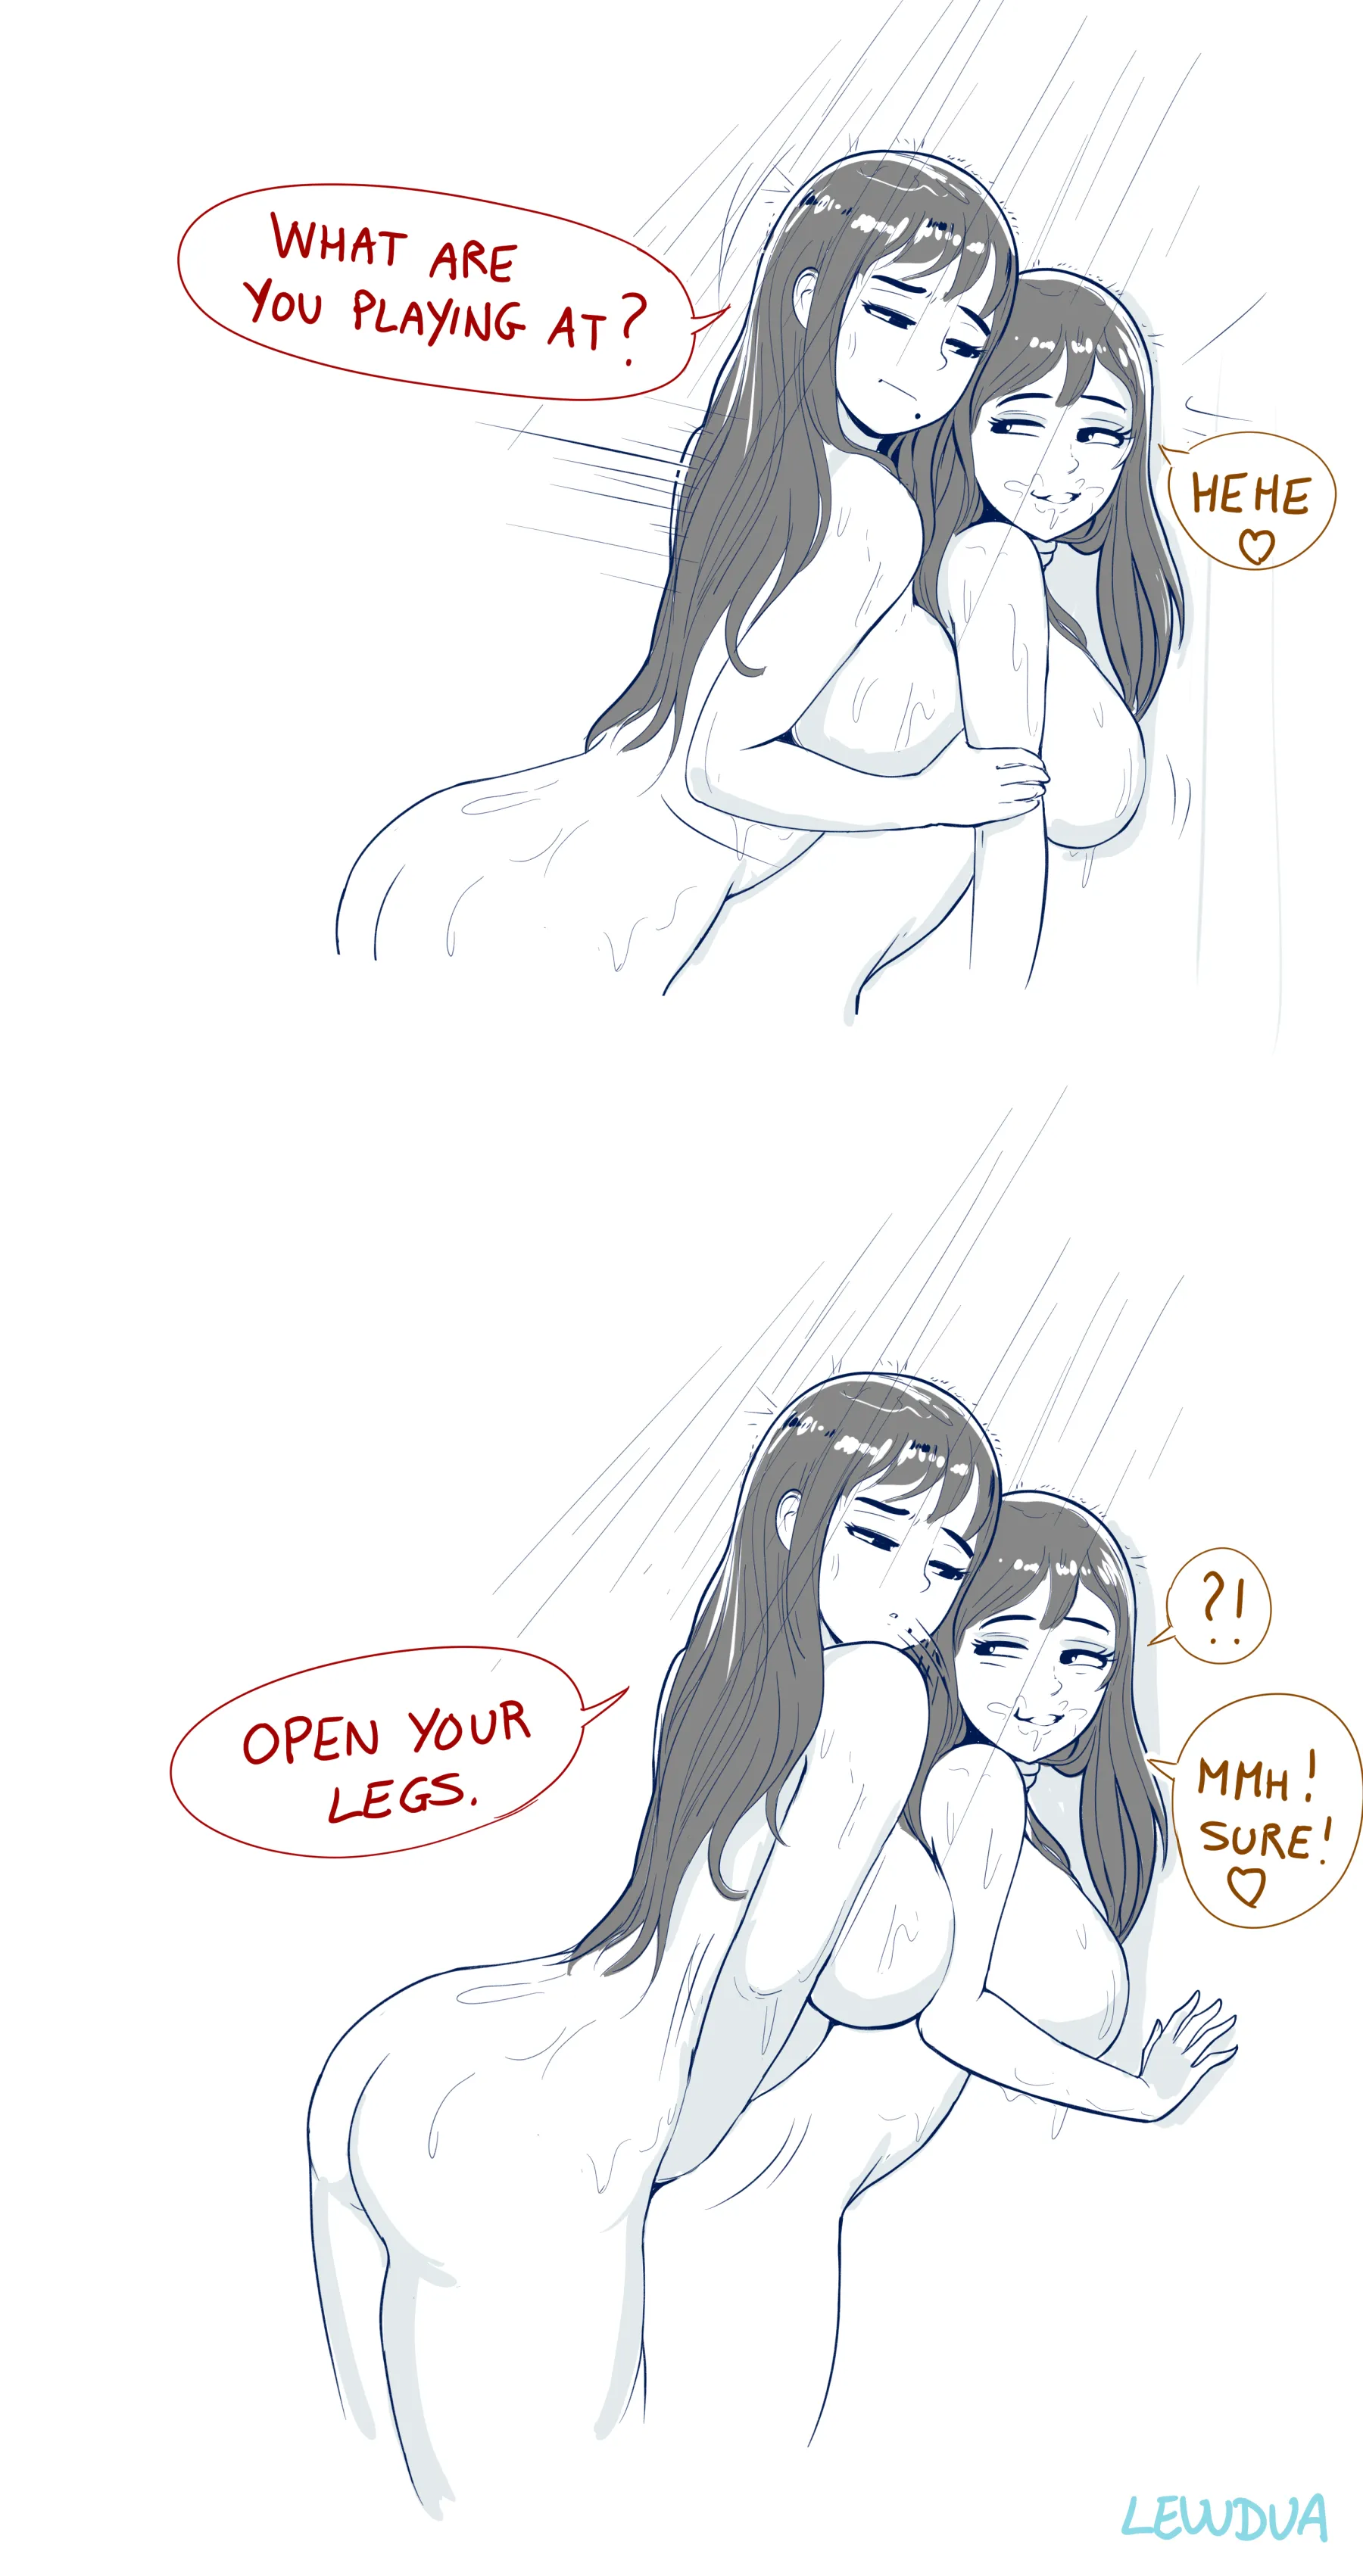 WHAT ARE
YOU PLAYING AT?
HEHE
♡
?!
OPEN YOUR
LEGS.
MMH!
SURE!
♡
LEWDUA